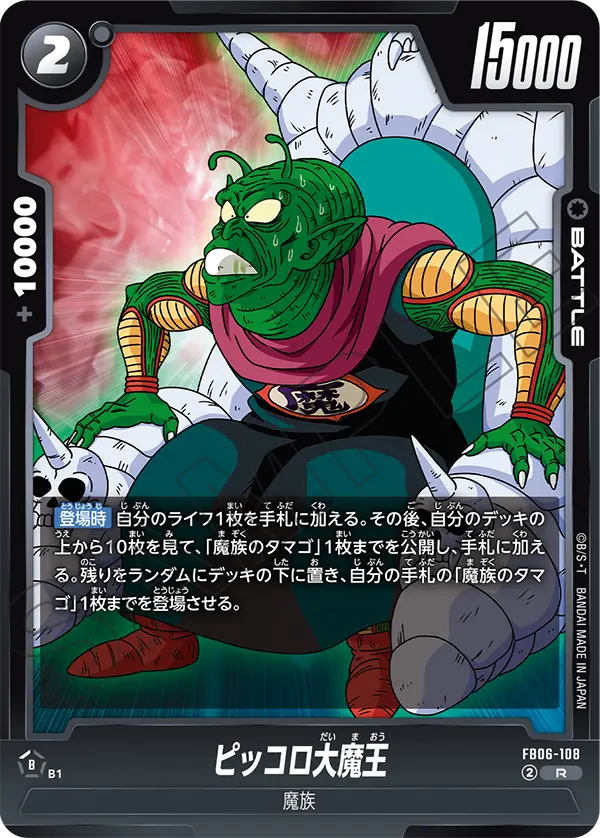 2
15000
+ 10000
BATTLE
魔
登場時 自分のライフ1枚を手札に加える。その後、自分のデッキの
上から10枚を見て、「魔族のタマゴ」1枚までを公開し、手札に加え
る。残りをランダムにデッキの下に置き、自分の手札の「魔族のタマ
ゴ」1枚までを登場させる。
©B/S・T BANDAI MADE IN JAPAN
だいまおう
ピッコロ大魔王
B B1
FB06-108
2 R
魔族